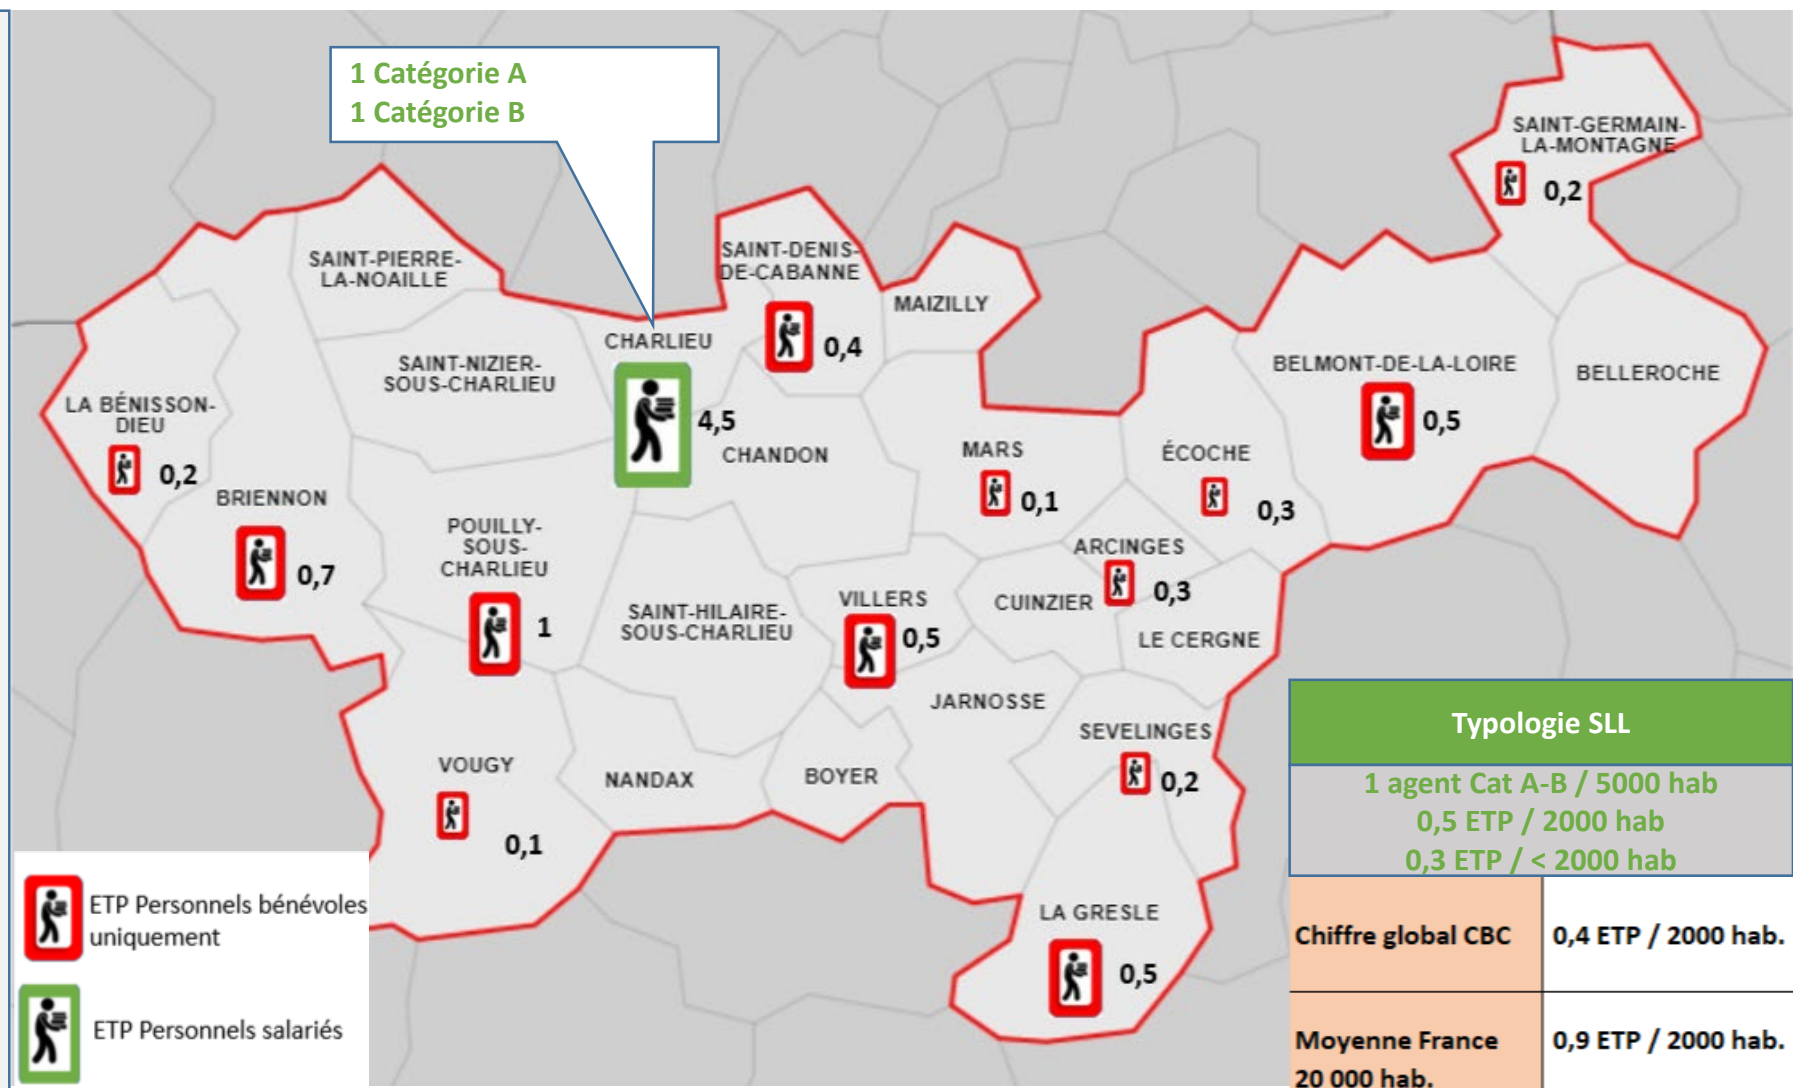 1 Catégorie A
1 Catégorie B
SAINT-GERMAIN-
LA-MONTAGNE
0,2
SAINT-PIERRE-
LA-NOAILLE
SAINT-DENIS-
DE-CABANNE
0,4
MAIZILLY
CHARLIEU
4,5
SAINT-NIZIER-
SOUS-CHARLIEU
BELMONT-DE-LA-LOIRE
0,5
BELLEROCHE
LA BÉNISSON-
DIEU
0,2
CHANDON
MARS
0,1
ÉCOCHE
0,3
BRIENNON
0,7
POUILLY-
SOUS-
CHARLIEU
1
ARCINGES
0,3
VILLERS
0,5
CUINZIER
SAINT-HILAIRE-
SOUS-CHARLIEU
LE CERGNE
JARNOSSE
SEVELINGES
0,2
VOUGY
0,1
NANDAX
BOYER
LA GRESLE
0,5
ETP Personnels bénévoles
uniquement
ETP Personnels salariés
Typologie SLL
1 agent Cat A-B / 5000 hab
0,5 ETP / 2000 hab
0,3 ETP / < 2000 hab
Chiffre global CBC
0,4 ETP / 2000 hab.
Moyenne France
20 000 hab.
0,9 ETP / 2000 hab.